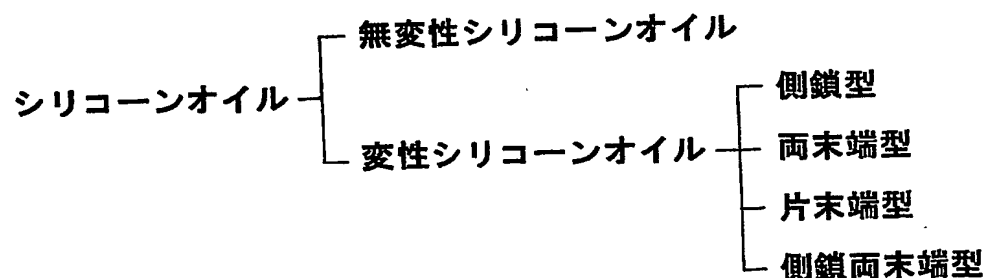 シリコーンオイル
無変性シリコーンオイル
変性シリコーンオイル
側鎖型
両末端型
片末端型
側鎖両末端型